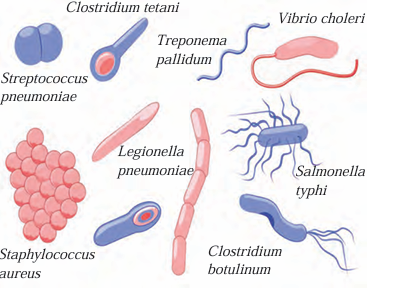 Clostridium tetani
Treponema
pallidum
Vibrio choleri
Streptococcus
pneumoniae
Legionella
pneumoniae
Salmonella
typhi
Staphylococcus
aureus
Clostridium
botulinum